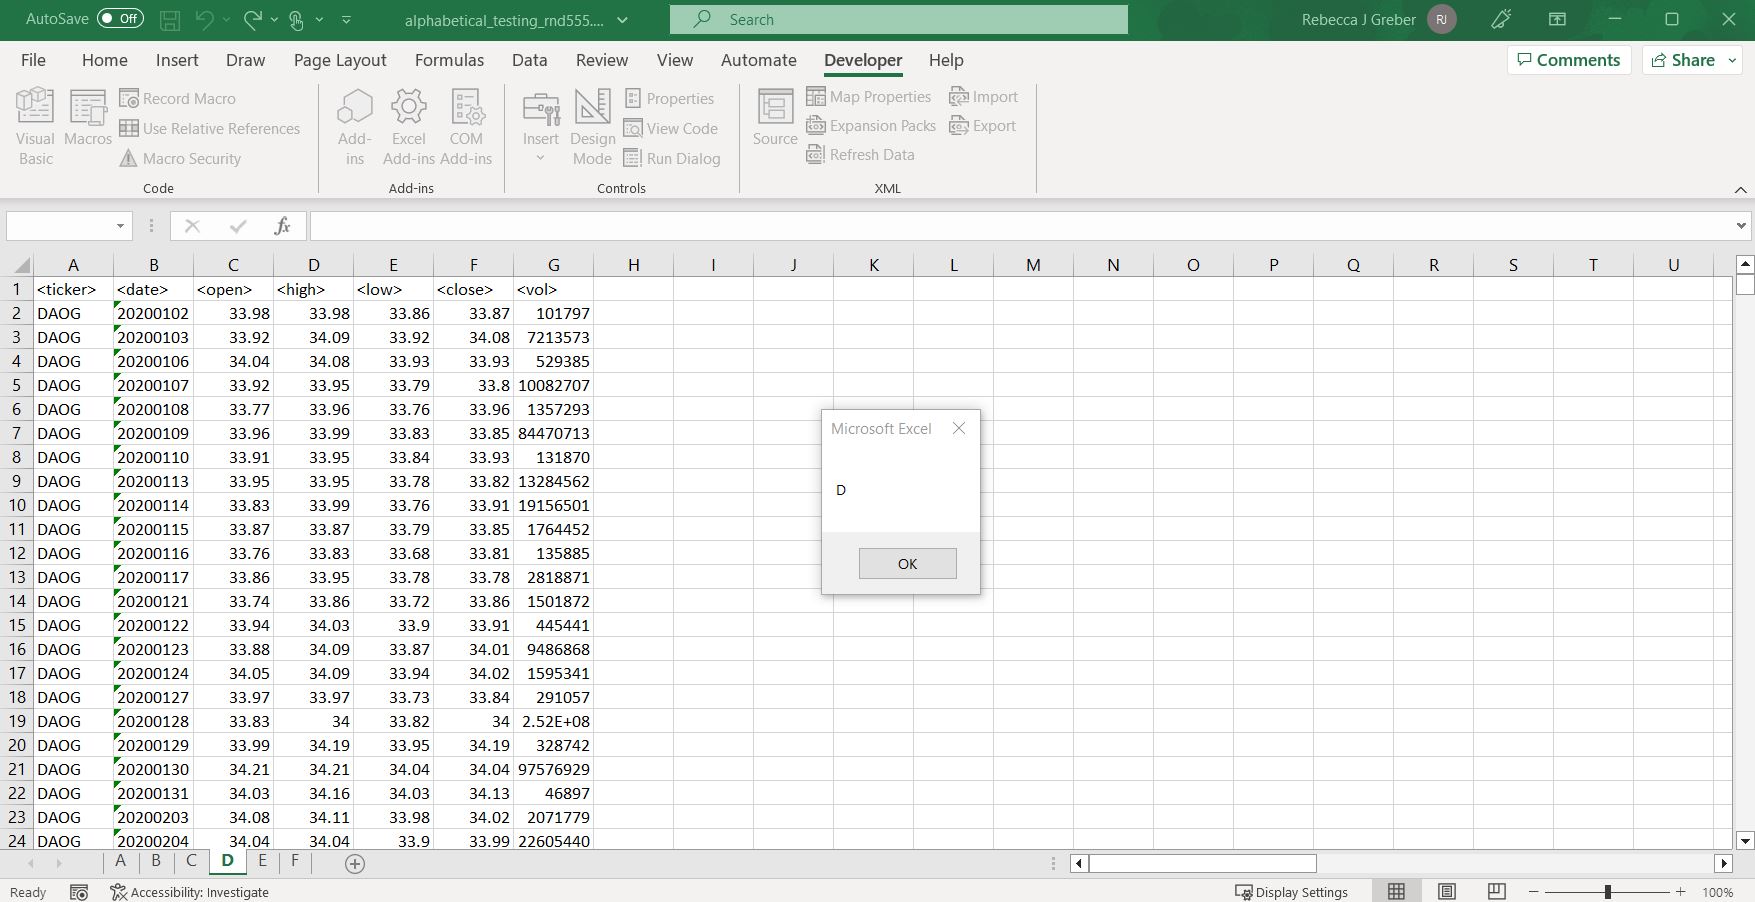 AutoSave Off alphabetical_testing_rnd555.... Search Rebecca J Greber RJ
File Home Insert Draw Page Layout Formulas Data Review View Automate Developer Help Comments Share
Visual Basic
Macros
Record Macro
Use Relative References
Macro Security
Code
Add-ins
Excel Add-ins
COM Add-ins
Add-ins
Insert
Design Mode
Properties
View Code
Run Dialog
Controls
Source
Map Properties
Expansion Packs
Refresh Data
Import
Export
XML
fx
A B C D E F G H I J K L M N O P Q R S T U
1 <ticker> <date> <open> <high> <low> <close> <vol>
2 DAOG 20200102 33.98 33.98 33.86 33.87 101797
3 DAOG 20200103 33.92 34.09 33.92 34.08 7213573
4 DAOG 20200106 34.04 34.08 33.93 33.93 529385
5 DAOG 20200107 33.92 33.95 33.79 33.8 10082707
6 DAOG 20200108 33.77 33.96 33.76 33.96 1357293
7 DAOG 20200109 33.96 33.99 33.83 33.85 84470713
8 DAOG 20200110 33.91 33.95 33.84 33.93 131870
9 DAOG 20200113 33.95 33.95 33.78 33.82 13284562
10 DAOG 20200114 33.83 33.99 33.76 33.91 19156501
11 DAOG 20200115 33.87 33.87 33.79 33.85 1764452
12 DAOG 20200116 33.76 33.83 33.68 33.81 135885
13 DAOG 20200117 33.86 33.95 33.78 33.78 2818871
14 DAOG 20200121 33.74 33.86 33.72 33.86 1501872
15 DAOG 20200122 33.94 34.03 33.9 33.91 445441
16 DAOG 20200123 33.88 34.09 33.87 34.01 9486868
17 DAOG 20200124 34.05 34.09 33.94 34.02 1595341
18 DAOG 20200127 33.97 33.97 33.73 33.84 291057
19 DAOG 20200128 33.83 34 33.82 34 2.52E+08
20 DAOG 20200129 33.99 34.19 33.95 34.19 328742
21 DAOG 20200130 34.21 34.21 34.04 34.04 97576929
22 DAOG 20200131 34.03 34.16 34.03 34.13 46897
23 DAOG 20200203 34.08 34.11 33.98 34.02 2071779
24 DAOG 20200204 34.04 34.04 33.9 33.99 22605440
Microsoft Excel
D
OK
A B C D E F
Ready Accessibility: Investigate Display Settings 100%